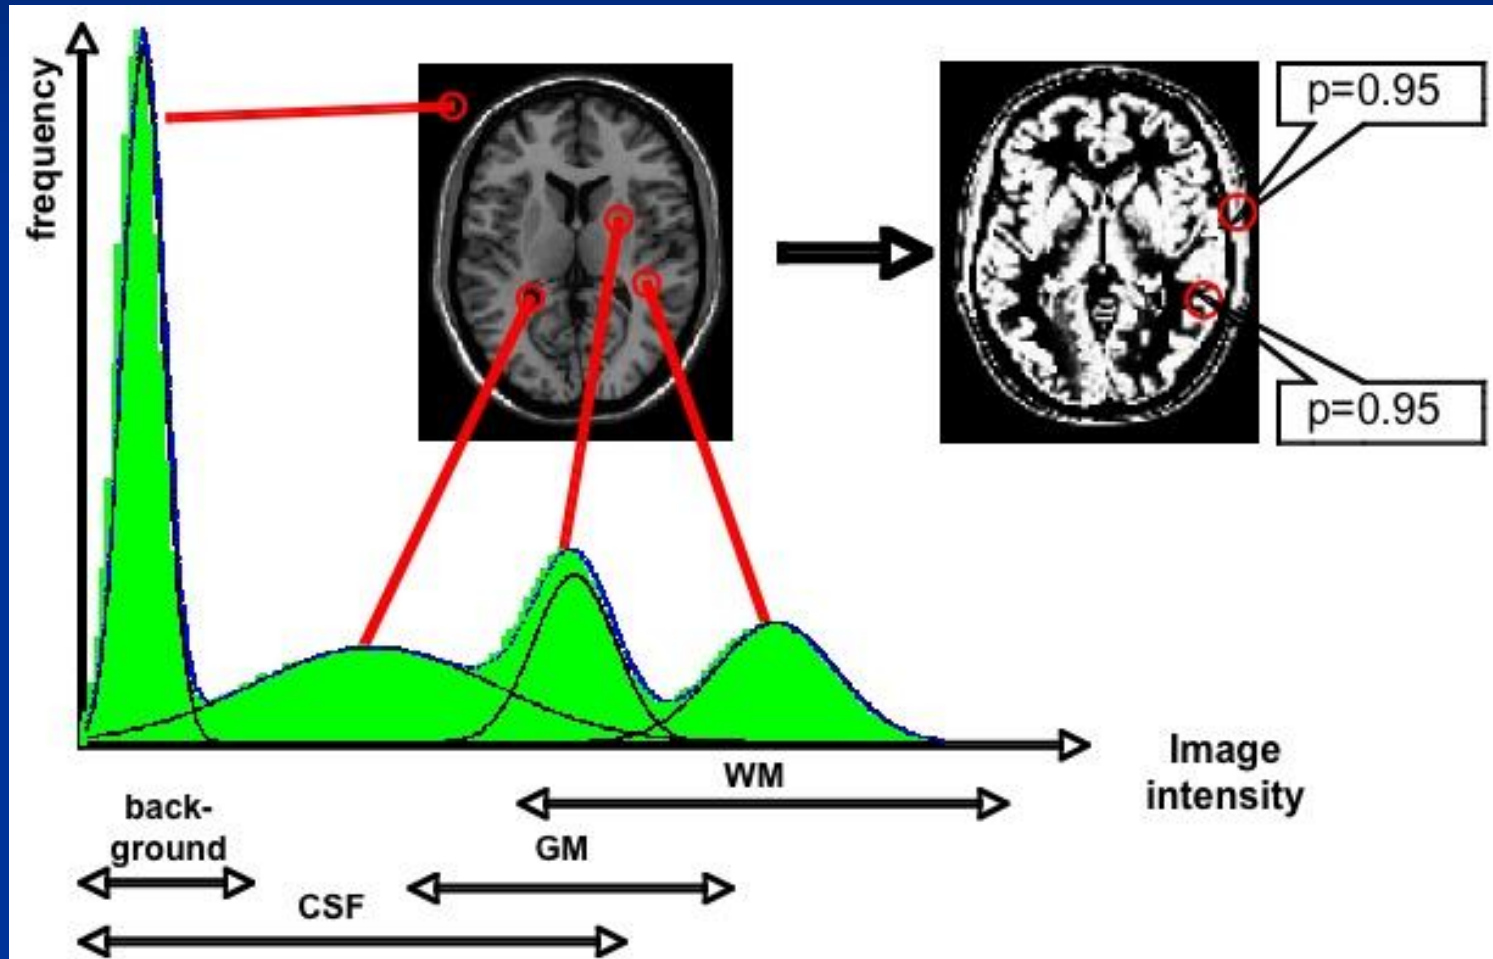 frequency
p=0.95
p=0.95
Image
intensity
WM
back-
ground
GM
CSF